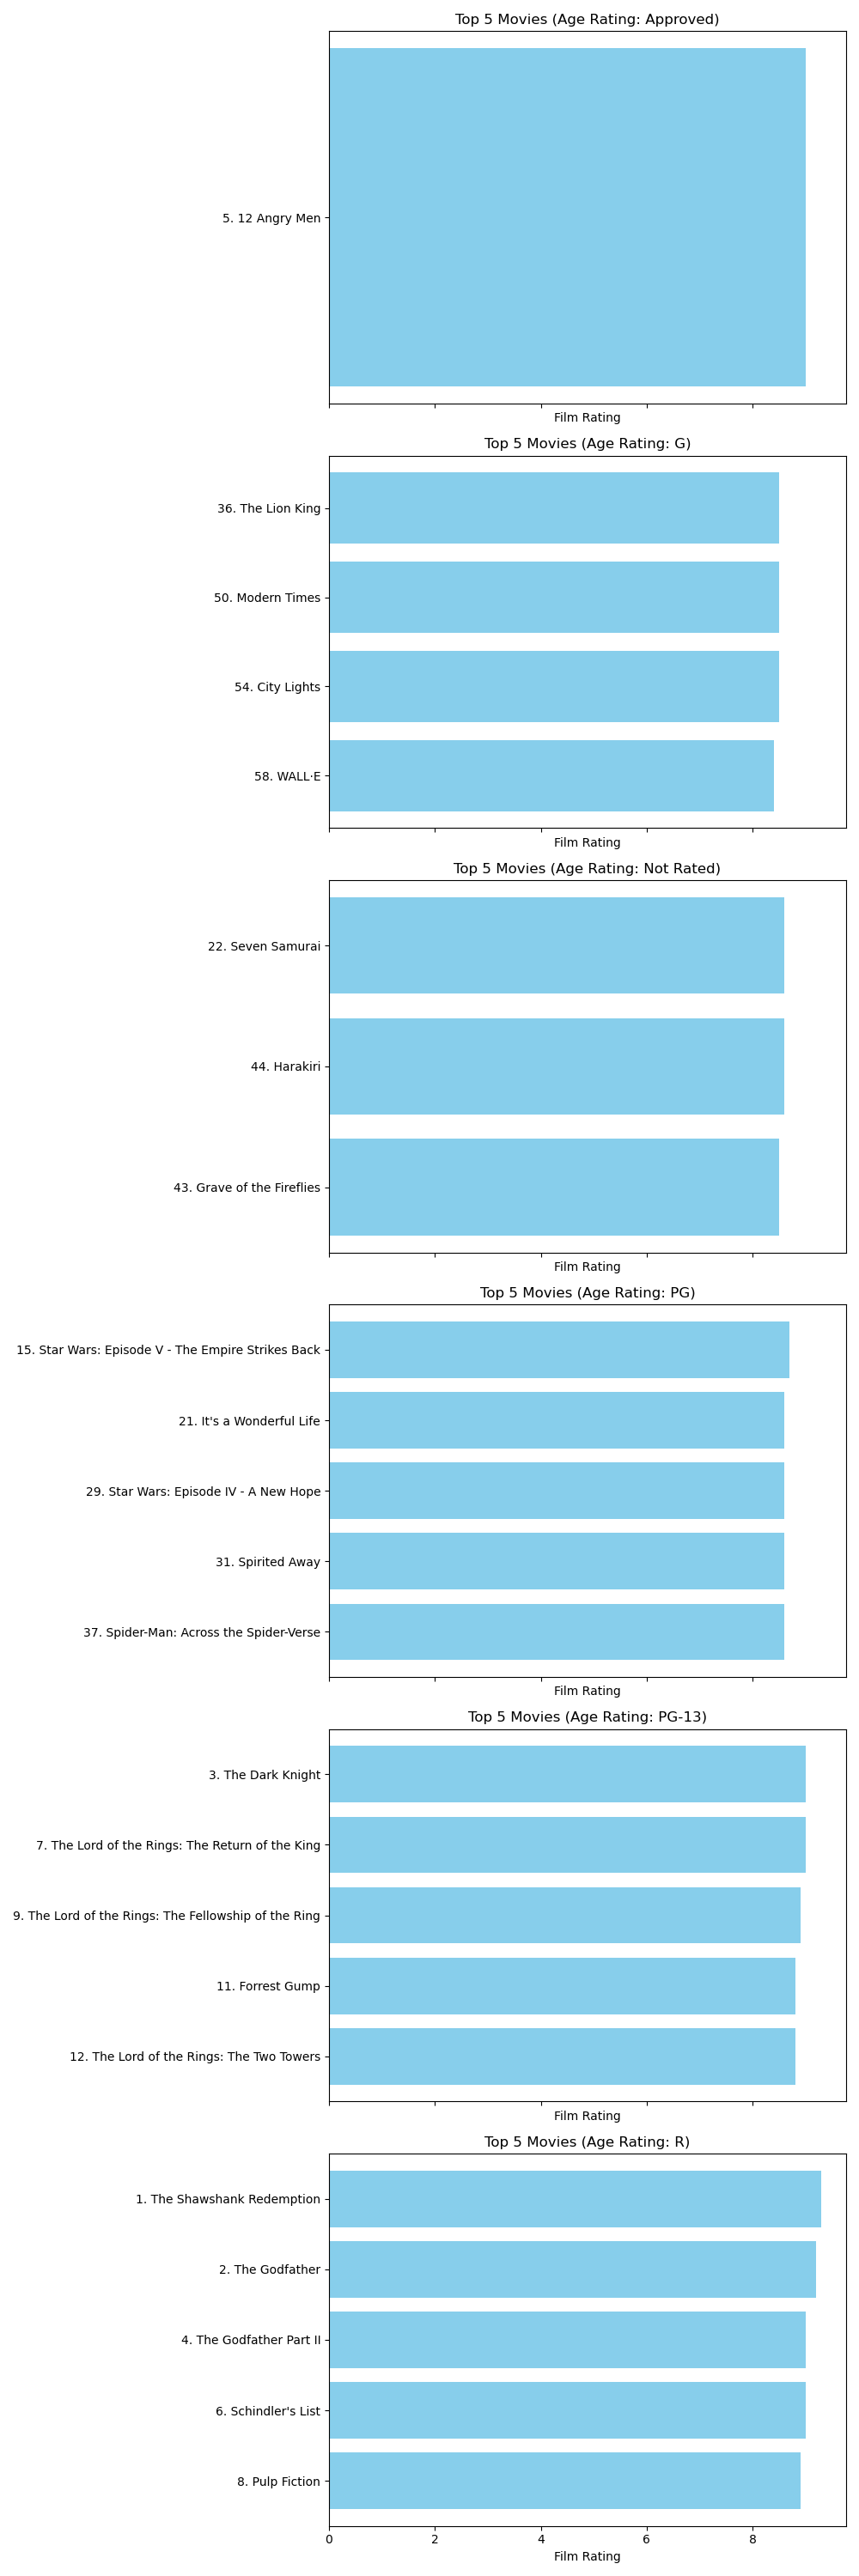 Top 5 Movies (Age Rating: Approved)
5. 12 Angry Men
Film Rating
Top 5 Movies (Age Rating: G)
36. The Lion King
50. Modern Times
54. City Lights
58. WALL·E
Film Rating
Top 5 Movies (Age Rating: Not Rated)
22. Seven Samurai
44. Harakiri
43. Grave of the Fireflies
Film Rating
Top 5 Movies (Age Rating: PG)
15. Star Wars: Episode V - The Empire Strikes Back
21. It's a Wonderful Life
29. Star Wars: Episode IV - A New Hope
31. Spirited Away
37. Spider-Man: Across the Spider-Verse
Film Rating
Top 5 Movies (Age Rating: PG-13)
3. The Dark Knight
7. The Lord of the Rings: The Return of the King
9. The Lord of the Rings: The Fellowship of the Ring
11. Forrest Gump
12. The Lord of the Rings: The Two Towers
Film Rating
Top 5 Movies (Age Rating: R)
1. The Shawshank Redemption
2. The Godfather
4. The Godfather Part II
6. Schindler's List
8. Pulp Fiction
0 2 4 6 8
Film Rating